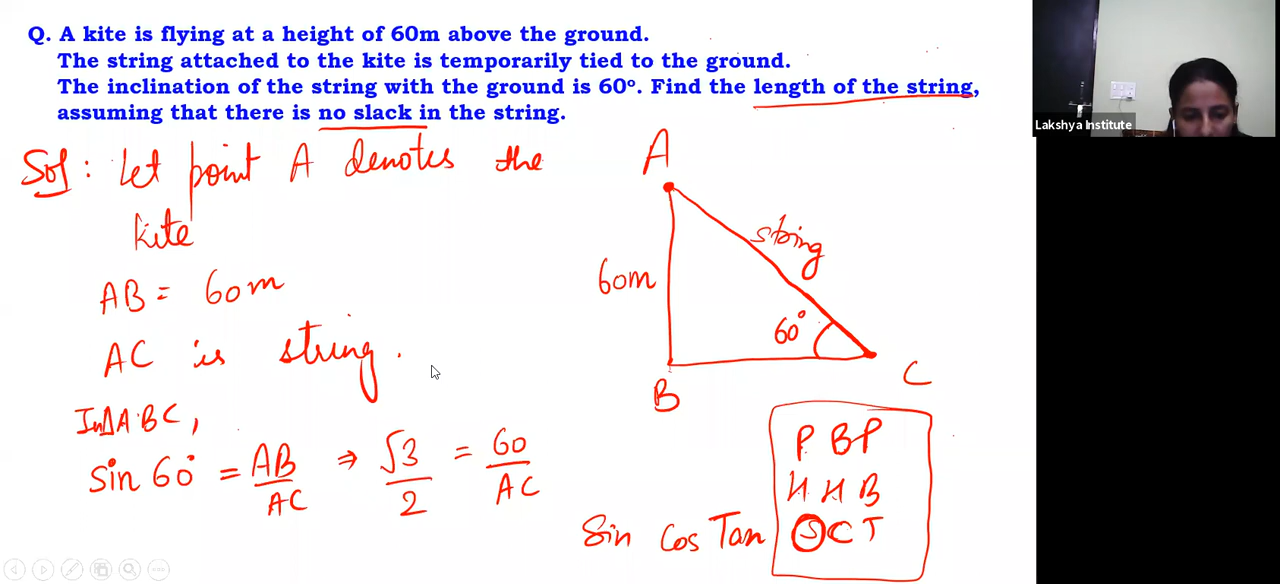 Q. A kite is flying at a height of 60m above the ground.
The string attached to the kite is temporarily tied to the ground.
The inclination of the string with the ground is 60°. Find the length of the string,
assuming that there is no slack in the string.
Lakshya Institute
Sol: Let point A denotes the
kite
AB = 60m
AC is string.
In ΔABC,
sin 60° = AB/AC ⇒ √3/2 = 60/AC
A
string
60m
60°
B
C
P B P
H H B
Sin Cos Tan S C T